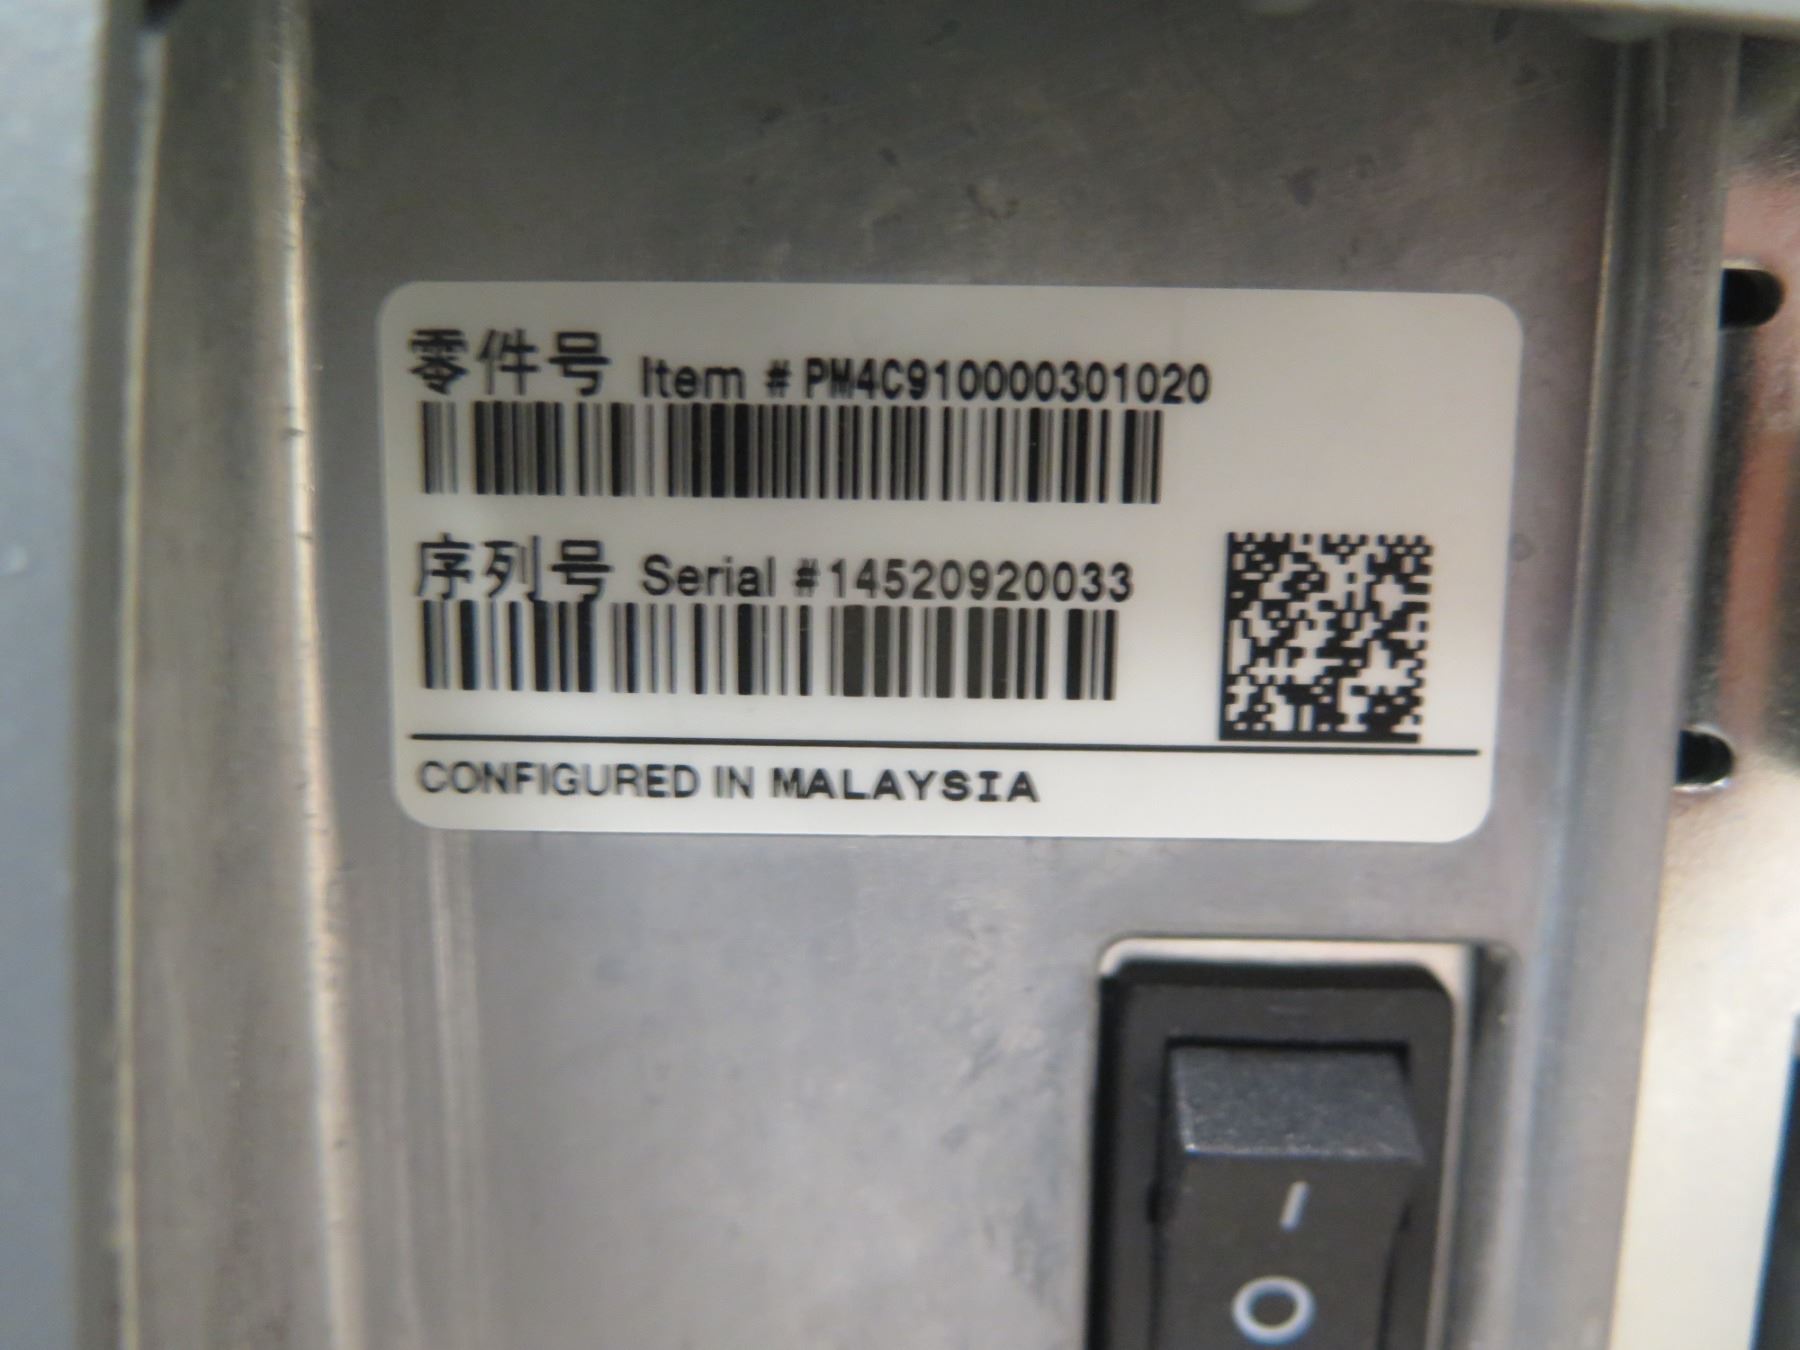 零件号 Item # PM4C910000301020
序列号 Serial #14520920033
CONFIGURED IN MALAYSIA
I
O